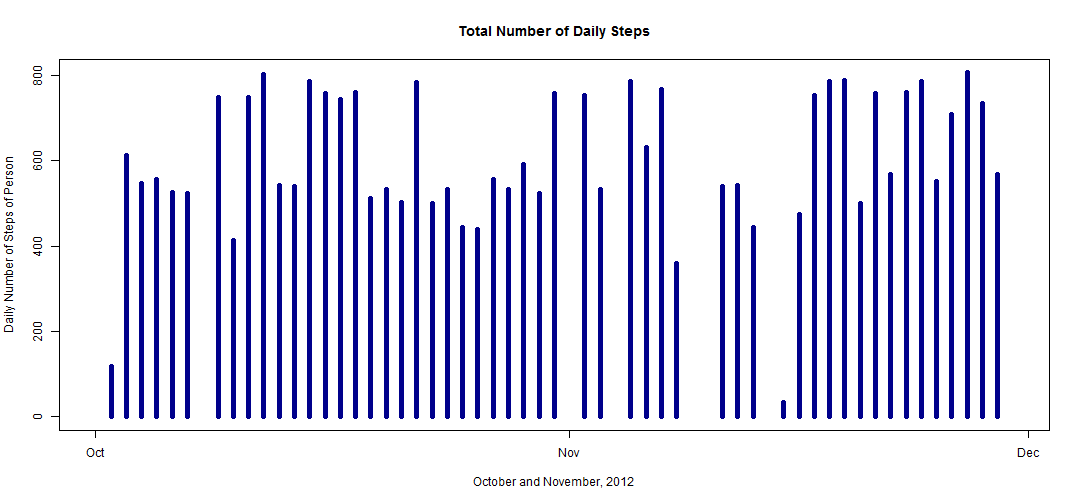 Total Number of Daily Steps
Daily Number of Steps of Person
800
600
400
200
0
Oct
Nov
Dec
October and November, 2012